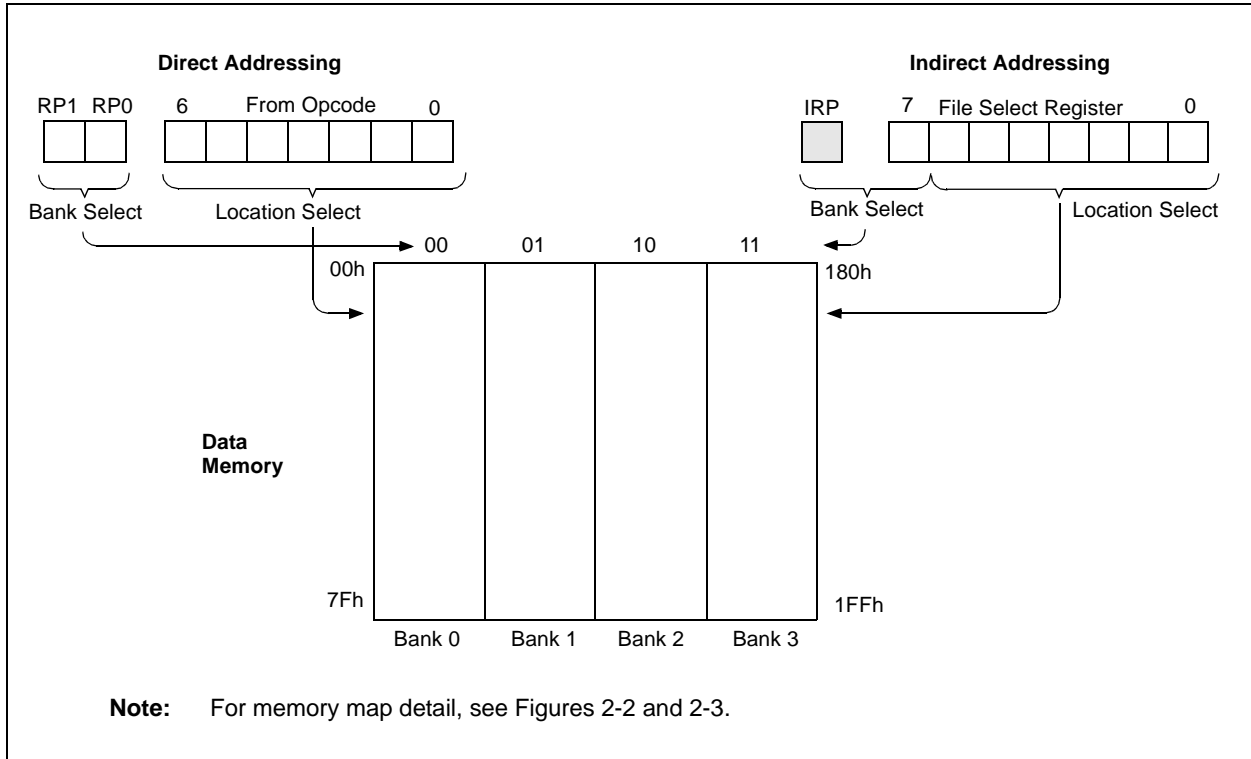 Direct Addressing
Indirect Addressing
RP1 RP0 6 From Opcode 0
IRP 7 File Select Register 0
Bank Select Location Select
Bank Select Location Select
00 01 10 11
00h 180h
Data
Memory
7Fh 1FFh
Bank 0 Bank 1 Bank 2 Bank 3
Note: For memory map detail, see Figures 2-2 and 2-3.